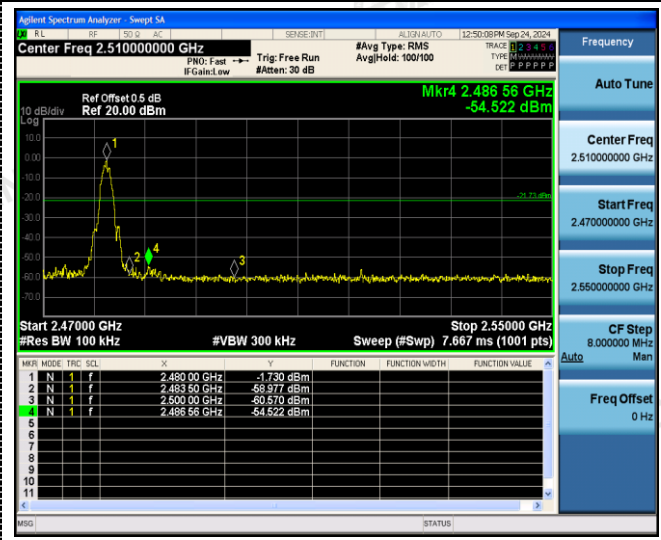 Agilent Spectrum Analyzer - Swept SA
RL RF 50 Ω AC SENSE:INT ALIGN AUTO 12:50:08 PM Sep 24, 2024
Center Freq 2.510000000 GHz
PNO: Fast
IFGain:Low
Trig: Free Run
#Atten: 30 dB
#Avg Type: RMS
Avg|Hold: 100/100
TRACE 1 2 3 4 5 6
TYPE M
DET P P P P P P
Ref Offset 0.5 dB
10 dB/div Ref 20.00 dBm
Log
Mkr4 2.486 56 GHz
-54.522 dBm
10.0
0.00
-10.0
-20.0
-30.0
-40.0
-50.0
-60.0
-70.0
1
2
4
3
-21.73 dBm
Start 2.47000 GHz Stop 2.55000 GHz
#Res BW 100 kHz #VBW 300 kHz Sweep (#Swp) 7.667 ms (1001 pts)
MKR MODE TRC SCL X Y FUNCTION FUNCTION WIDTH FUNCTION VALUE
1 N 1 f 2.480 00 GHz -1.730 dBm
2 N 1 f 2.483 50 GHz -58.977 dBm
3 N 1 f 2.500 00 GHz -60.570 dBm
4 N 1 f 2.486 56 GHz -54.522 dBm
5
6
7
8
9
10
11
MSG STATUS
Frequency
Auto Tune
Center Freq
2.510000000 GHz
Start Freq
2.470000000 GHz
Stop Freq
2.550000000 GHz
CF Step
8.000000 MHz
Auto Man
Freq Offset
0 Hz